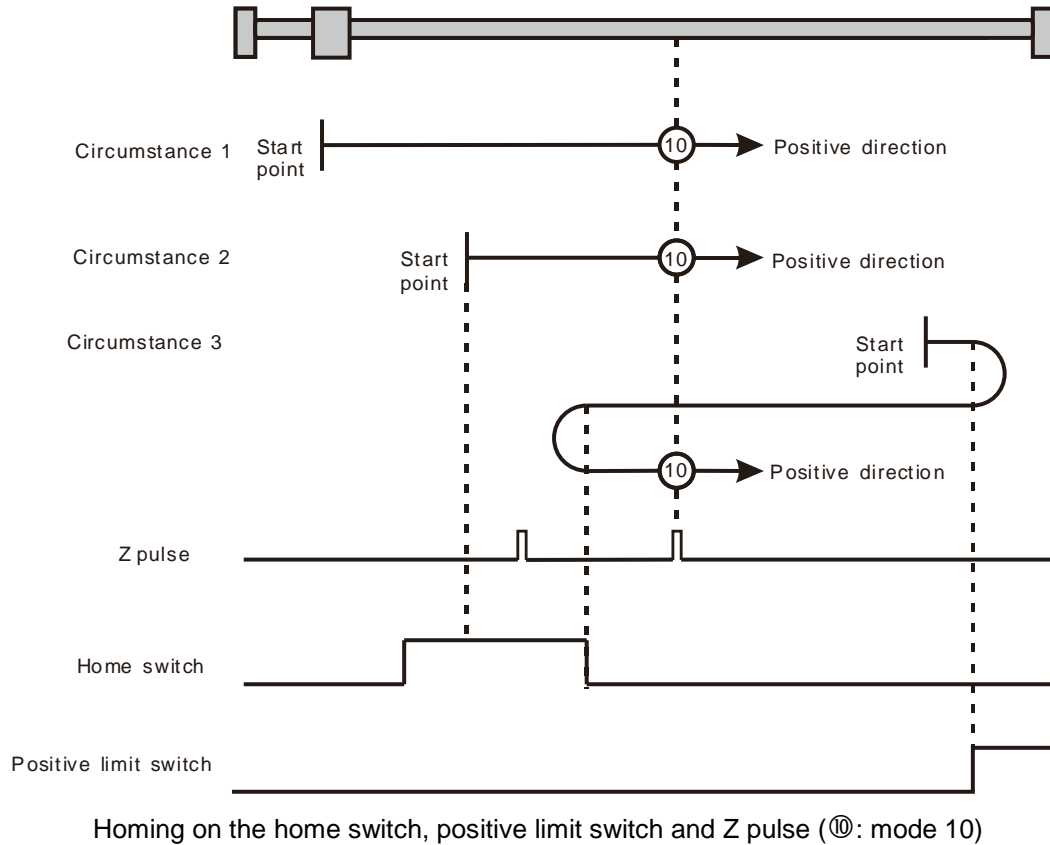 Circumstance 1
Start
point
10
Positive direction
Circumstance 2
Start
point
10
Positive direction
Circumstance 3
Start
point
10
Positive direction
Z pulse
Home switch
Positive limit switch
Homing on the home switch, positive limit switch and Z pulse (⑩: mode 10)